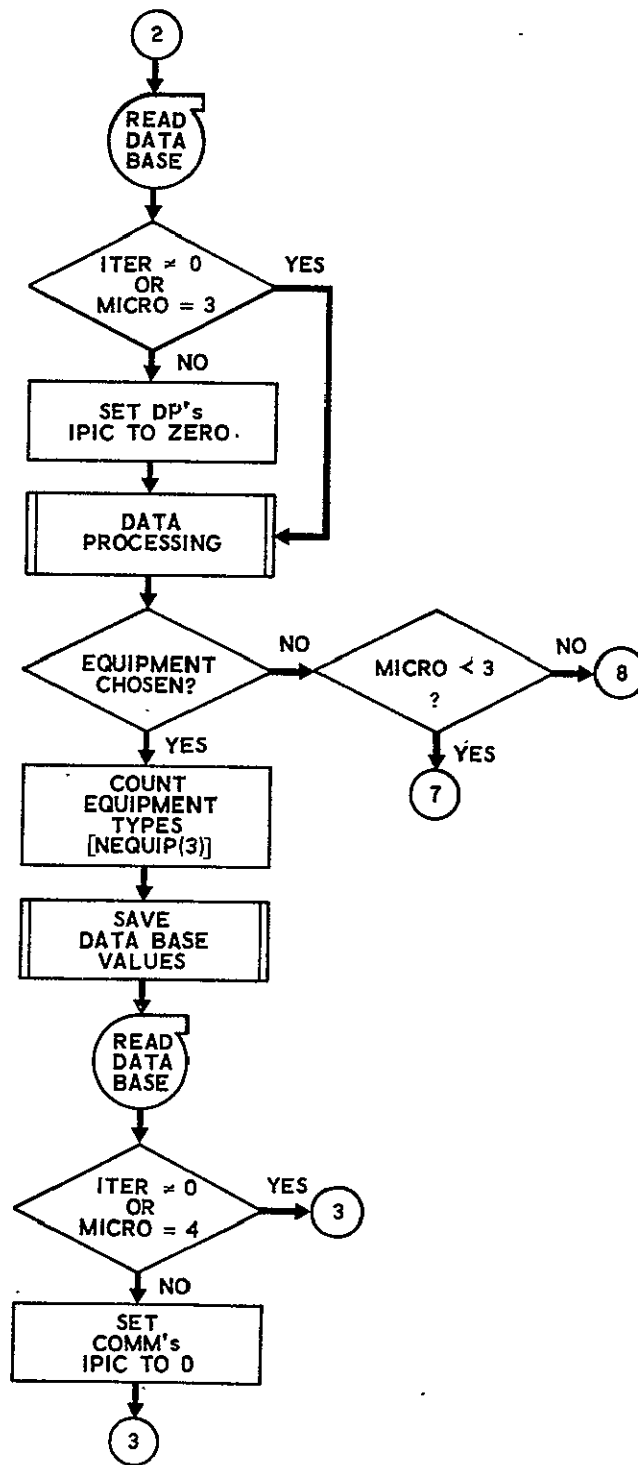 2
READ
DATA
BASE
ITER ≠ 0
OR
MICRO = 3
YES
NO
SET DP's
IPIC TO ZERO.
DATA
PROCESSING
EQUIPMENT
CHOSEN?
NO
MICRO < 3
?
NO
8
YES
7
YES
COUNT
EQUIPMENT
TYPES
[NEQUIP(3)]
SAVE
DATA BASE
VALUES
READ
DATA
BASE
ITER ≠ 0
OR
MICRO = 4
YES
3
NO
SET
COMM's
IPIC TO 0
3